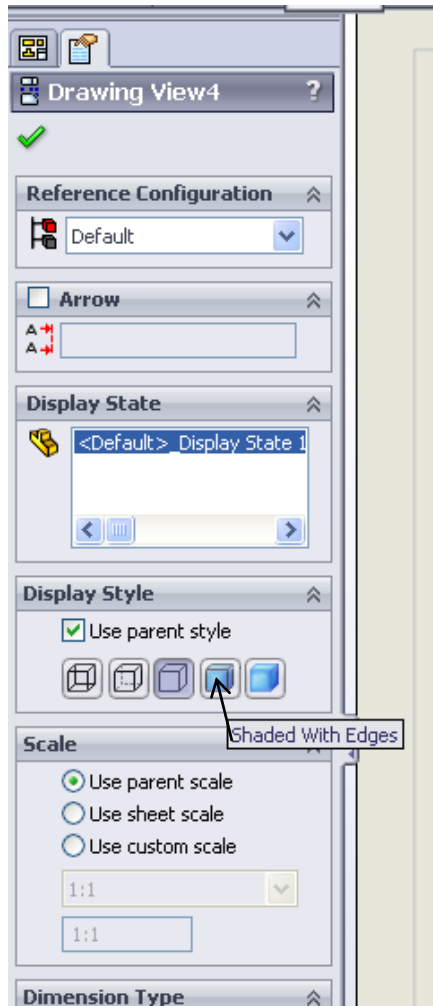 Drawing View4 ?
Reference Configuration
Default
Arrow
A
A
Display State
<Default>_Display State 1
Display Style
Use parent style
Shaded With Edges
Scale
Use parent scale
Use sheet scale
Use custom scale
1:1
1:1
Dimension Type